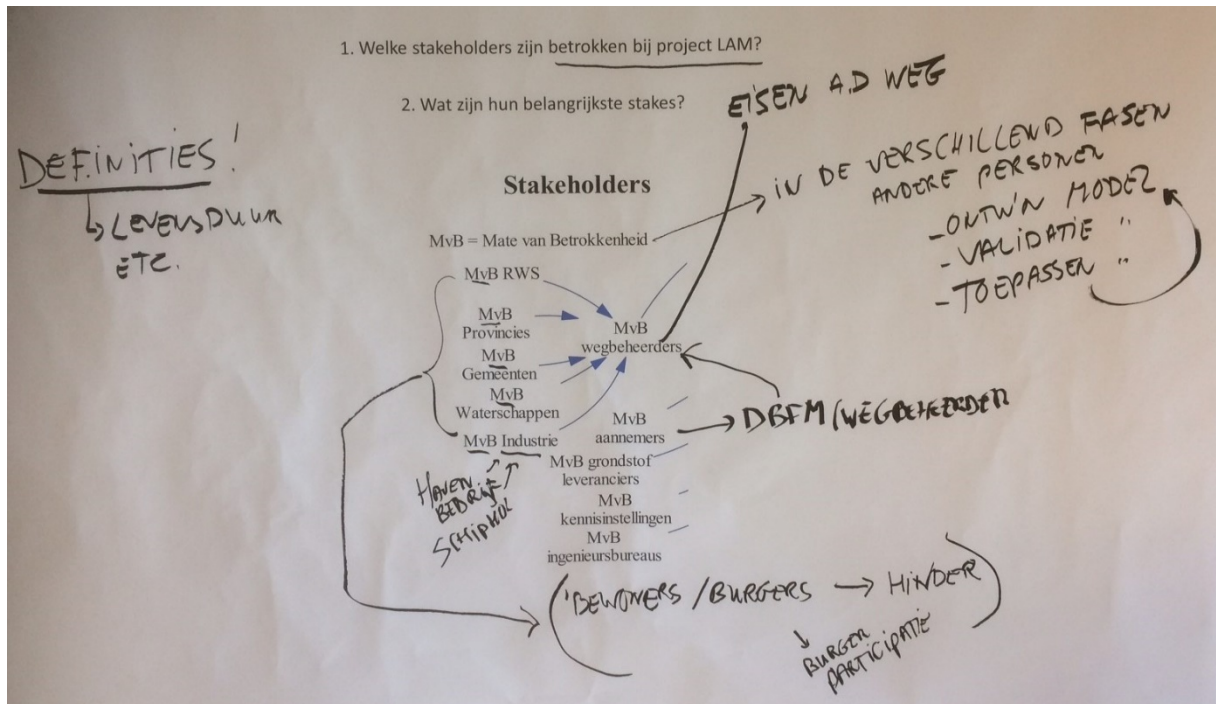 1. Welke stakeholders zijn betrokken bij project LAM?
2. Wat zijn hun belangrijkste stakes?
EISEN A.D WEG
DEFINITIES!
LEVENSDUUR
ETC.
Stakeholders
IN DE VERSCHILLEND FASEN
ANDERE PERSONEN
- ONTW'N MODEL
- VALIDATIE "
- TOEPASSEN "
MvB = Mate van Betrokkenheid
MvB RWS
MvB
Provincies
MvB
Gemeenten
MvB
Waterschappen
MvB Industrie
HAVEN
BEDRIJF
SCHIPHOL
MvB
wegbeheerders
MvB
aannemers
DBFM/WEGBEHEERDER
MvB grondstof
leveranciers
MvB
kennisinstellingen
MvB
ingenieursbureaus
(BEWONERS / BURGERS → HINDER)
BURGER
PARTICIPATIE